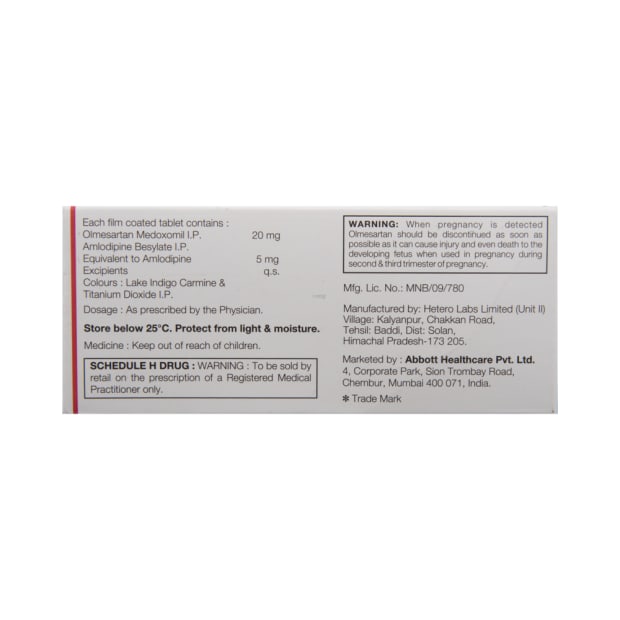 Each film coated tablet contains :
Olmesartan Medoxomil I.P. 20 mg
Amlodipine Besylate I.P.
Equivalent to Amlodipine 5 mg
Excipients q.s.
Colours : Lake Indigo Carmine &
Titanium Dioxide I.P.
Dosage : As prescribed by the Physician.
Store below 25°C. Protect from light & moisture.
Medicine : Keep out of reach of children.
SCHEDULE H DRUG : WARNING : To be sold by
retail on the prescription of a Registered Medical
Practitioner only.
WARNING: When pregnancy is detected
Olmesartan should be discontinued as soon as
possible as it can cause injury and even death to the
developing fetus when used in pregnancy during
second & third trimester of pregnancy.
Mfg. Lic. No.: MNB/09/780
Manufactured by: Hetero Labs Limited (Unit II)
Village: Kalyanpur, Chakkan Road,
Tehsil: Baddi, Dist: Solan,
Himachal Pradesh-173 205.
Marketed by : Abbott Healthcare Pvt. Ltd.
4, Corporate Park, Sion Trombay Road,
Chembur, Mumbai 400 071, India.
✻ Trade Mark